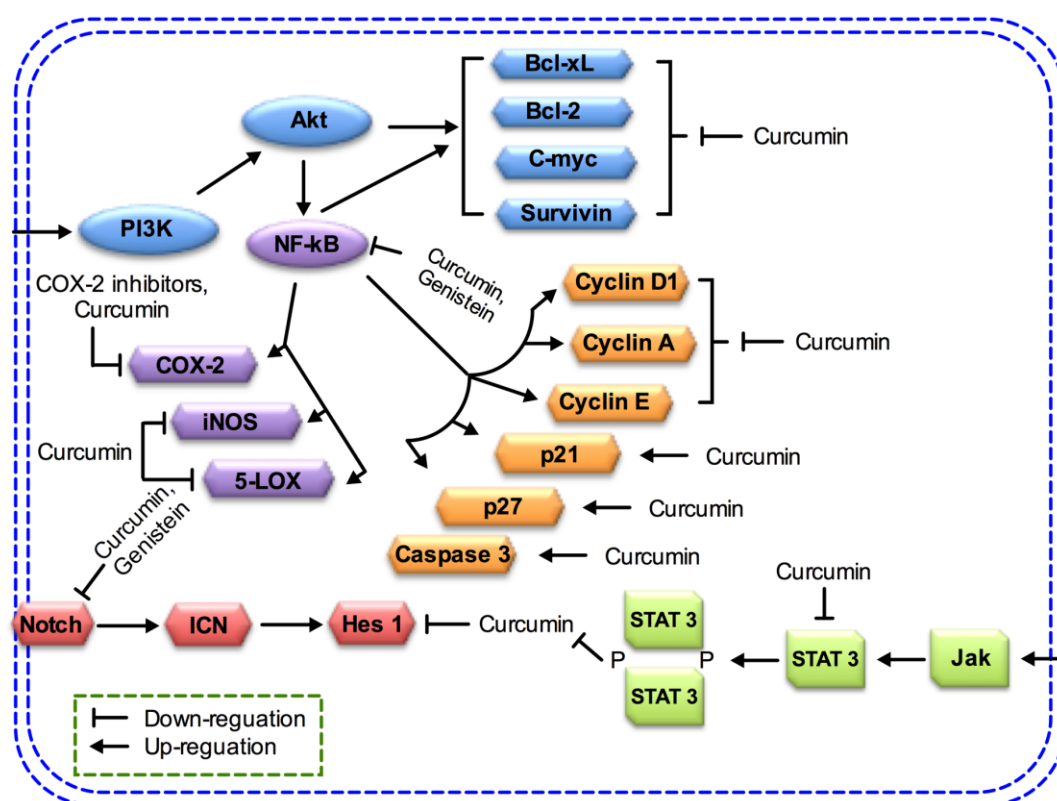 Bcl-xL
Akt
Bcl-2
Curcumin
C-myc
PI3K
Survivin
NF-kB
Curcumin,
Genistein
COX-2 inhibitors,
Curcumin
Cyclin D1
Cyclin A
Curcumin
COX-2
Cyclin E
iNOS
Curcumin
p21
Curcumin
5-LOX
p27
Curcumin
Curcumin,
Genistein
Caspase 3
Curcumin
Curcumin
Notch
ICN
Hes 1
Curcumin
STAT 3
P
P
STAT 3
STAT 3
Jak
Down-reguation
Up-reguation